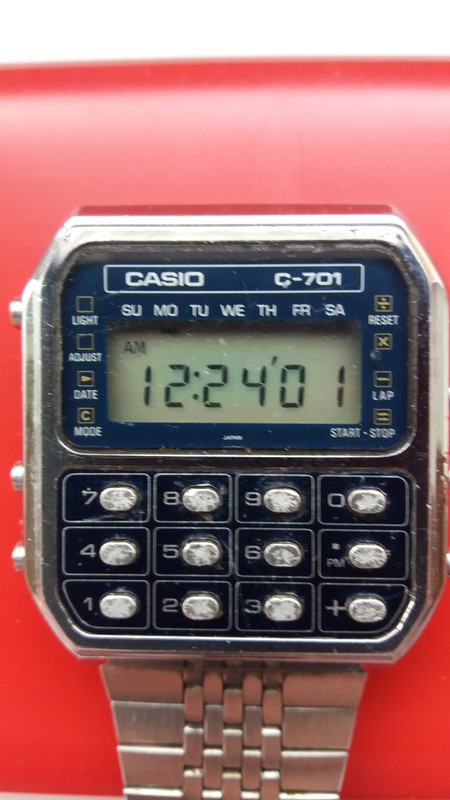 CASIO C-701
SU MO TU WE TH FR SA
LIGHT
RESET
ADJUST
AM
12:24'01
DATE
LAP
C
MODE
JAPAN
START-STOP
7 8 9 0
4 5 6 . PM
1 2 3 +